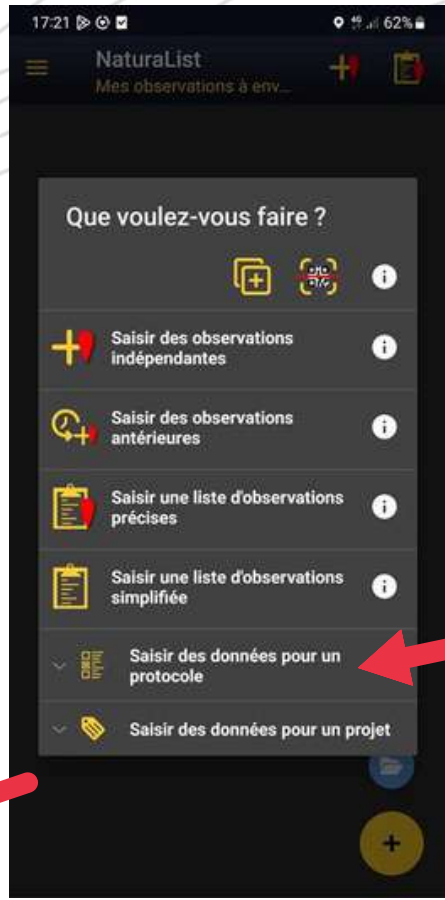 17:21 62%
NaturaList
Mes observations à env...
Que voulez-vous faire ?
Saisir des observations
indépendantes
Saisir des observations
antérieures
Saisir une liste d'observations
précises
Saisir une liste d'observations
simplifiée
Saisir des données pour un
protocole
Saisir des données pour un projet